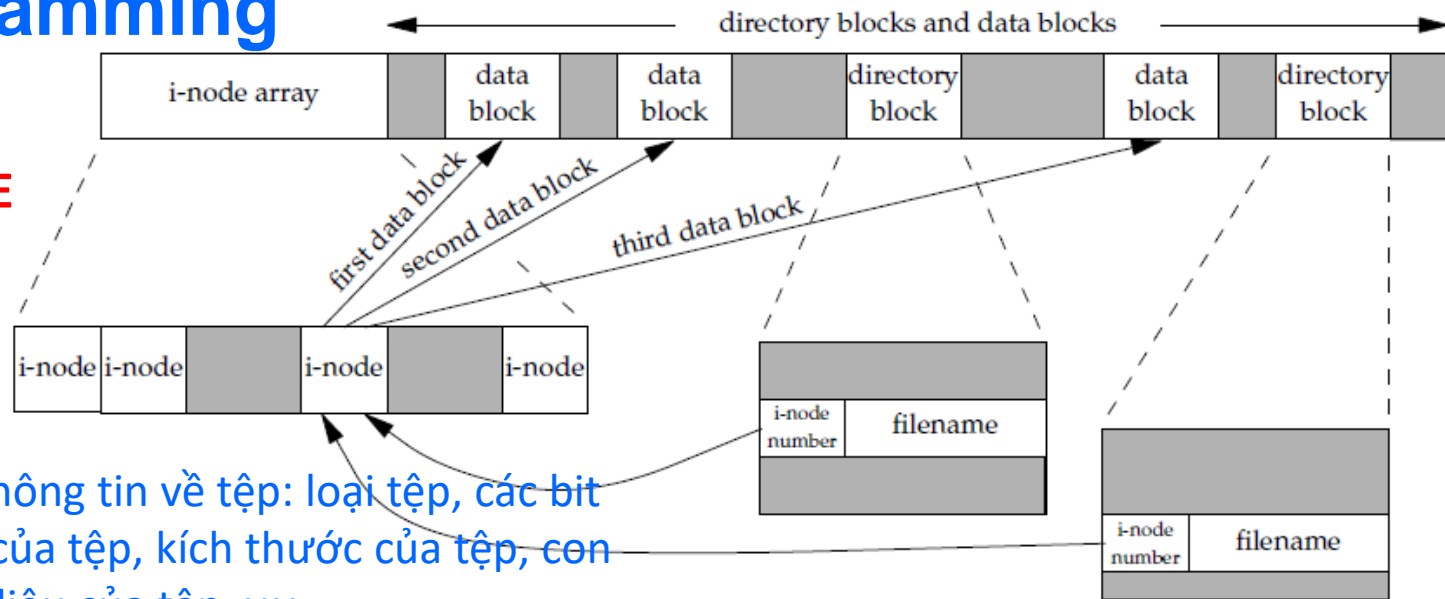 amming
directory blocks and data blocks
i-node array
data block
data block
directory block
data block
directory block
E
first data block
second data block
third data block
i-node
i-node
i-node
i-node
i-node number
filename
i-node number
filename
hông tin về tệp: loại tệp, các bit
của tệp, kích thước của tệp, con